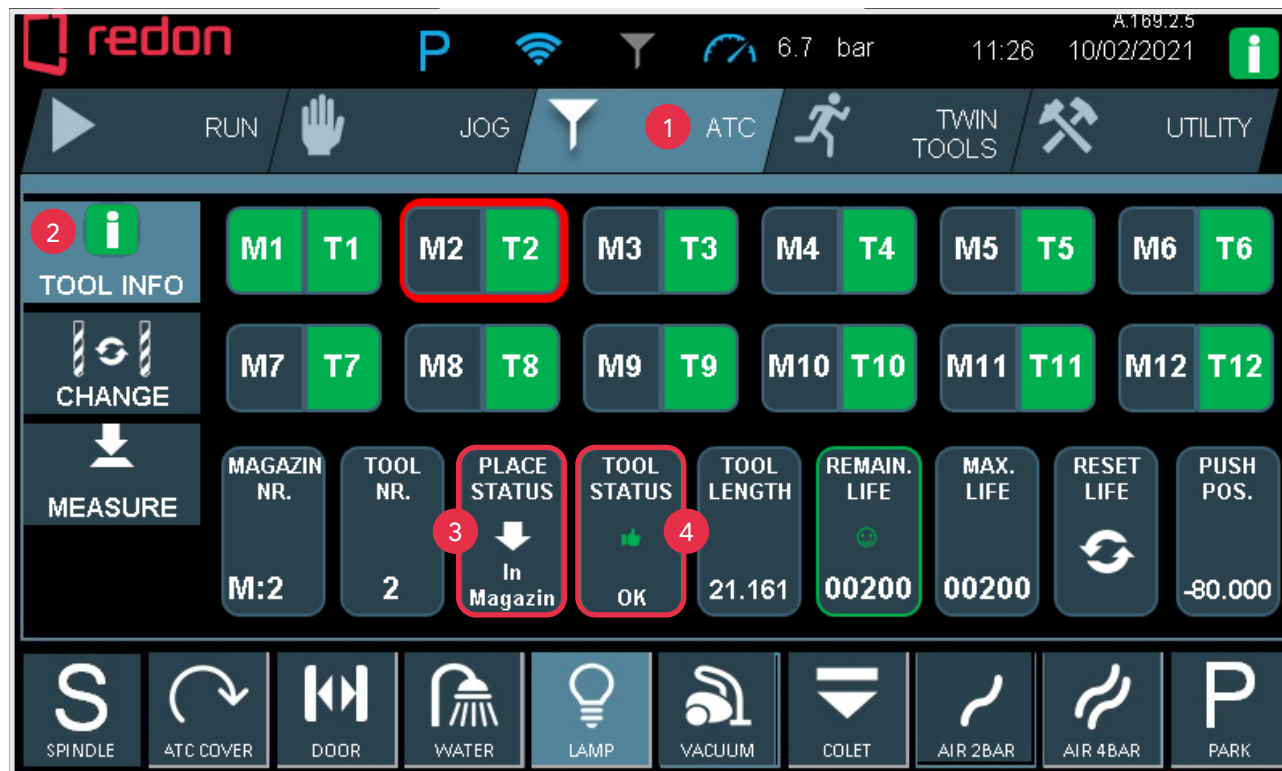 redon
P
6.7 bar
11:26
A.169.2.5
10/02/2021
i
RUN
JOG
1
ATC
TWIN
TOOLS
UTILITY
2
i
TOOL INFO
CHANGE
MEASURE
M1 T1
M2 T2
M3 T3
M4 T4
M5 T5
M6 T6
M7 T7
M8 T8
M9 T9
M10 T10
M11 T11
M12 T12
MAGAZIN
NR.
M:2
TOOL
NR.
2
PLACE
STATUS
3
In
Magazin
TOOL
STATUS
4
OK
TOOL
LENGTH
21.161
REMAIN.
LIFE
00200
MAX.
LIFE
00200
RESET
LIFE
PUSH
POS.
-80.000
S
SPINDLE
ATC COVER
DOOR
WATER
LAMP
VACUUM
COLET
AIR 2BAR
AIR 4BAR
P
PARK